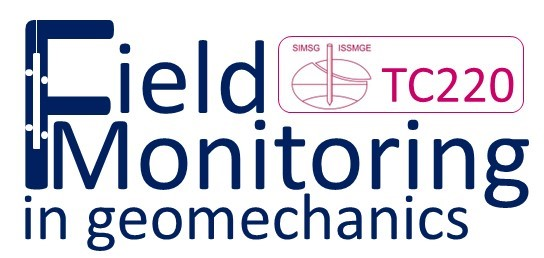 Field
SIMSG ISSMGE
TC220
Monitoring
in geomechanics